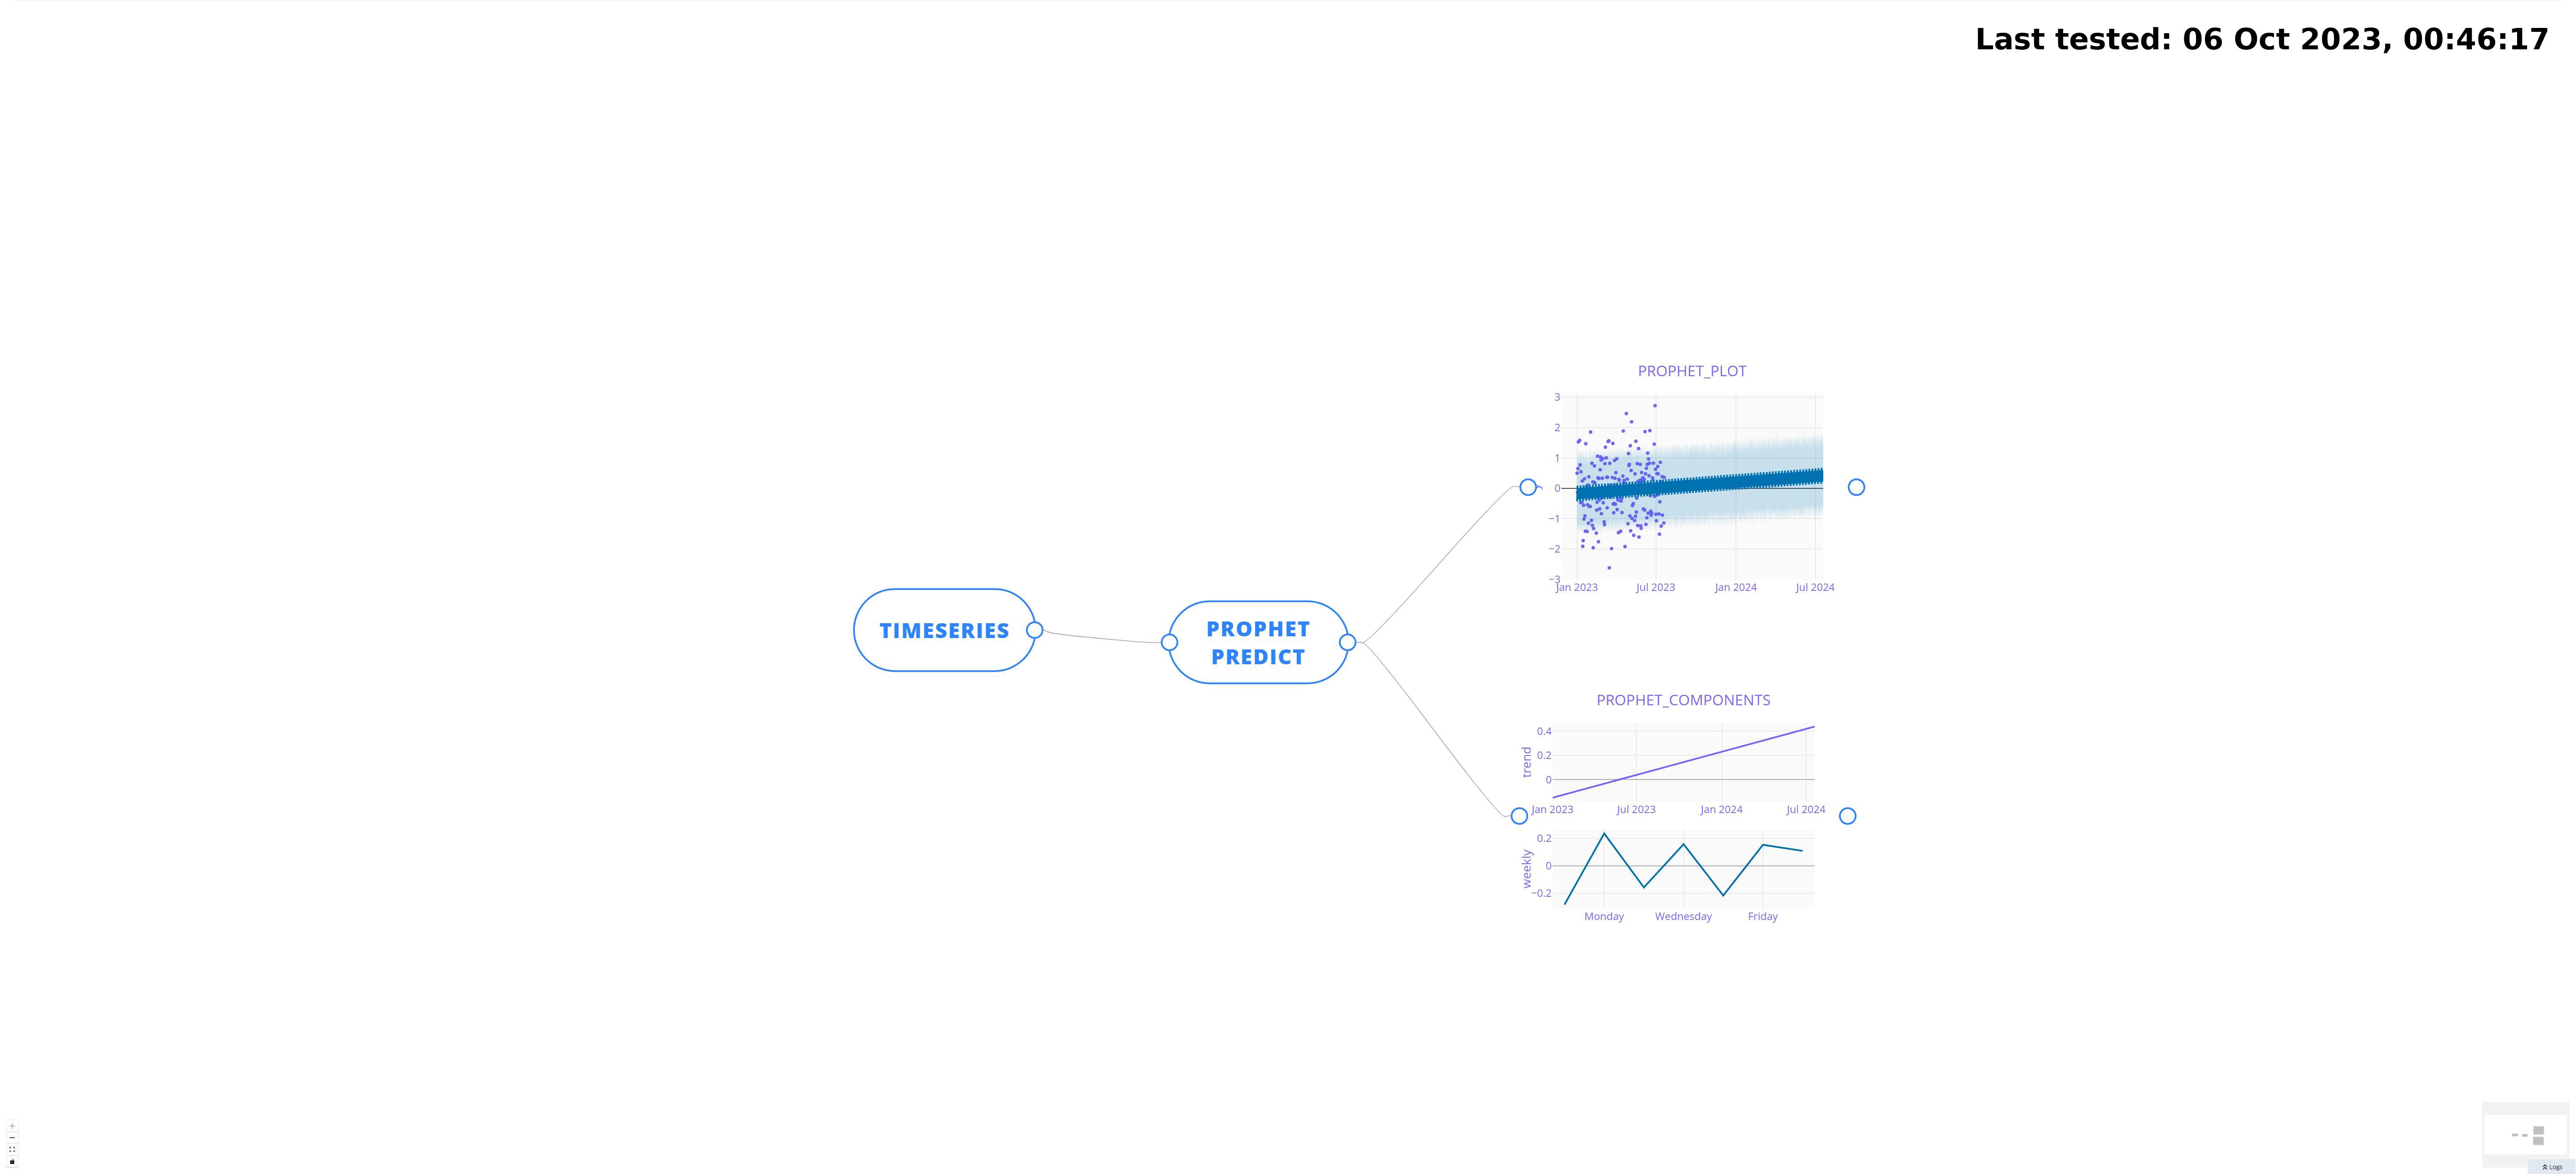 Last tested: 06 Oct 2023, 00:46:17
TIMESERIES
PROPHET
PREDICT
PROPHET_PLOT
3
2
1
0
−1
−2
−3
Jan 2023 Jul 2023 Jan 2024 Jul 2024
PROPHET_COMPONENTS
trend
0.4
0.2
0
Jan 2023 Jul 2023 Jan 2024 Jul 2024
weekly
0.2
0
−0.2
Monday Wednesday Friday
Logs